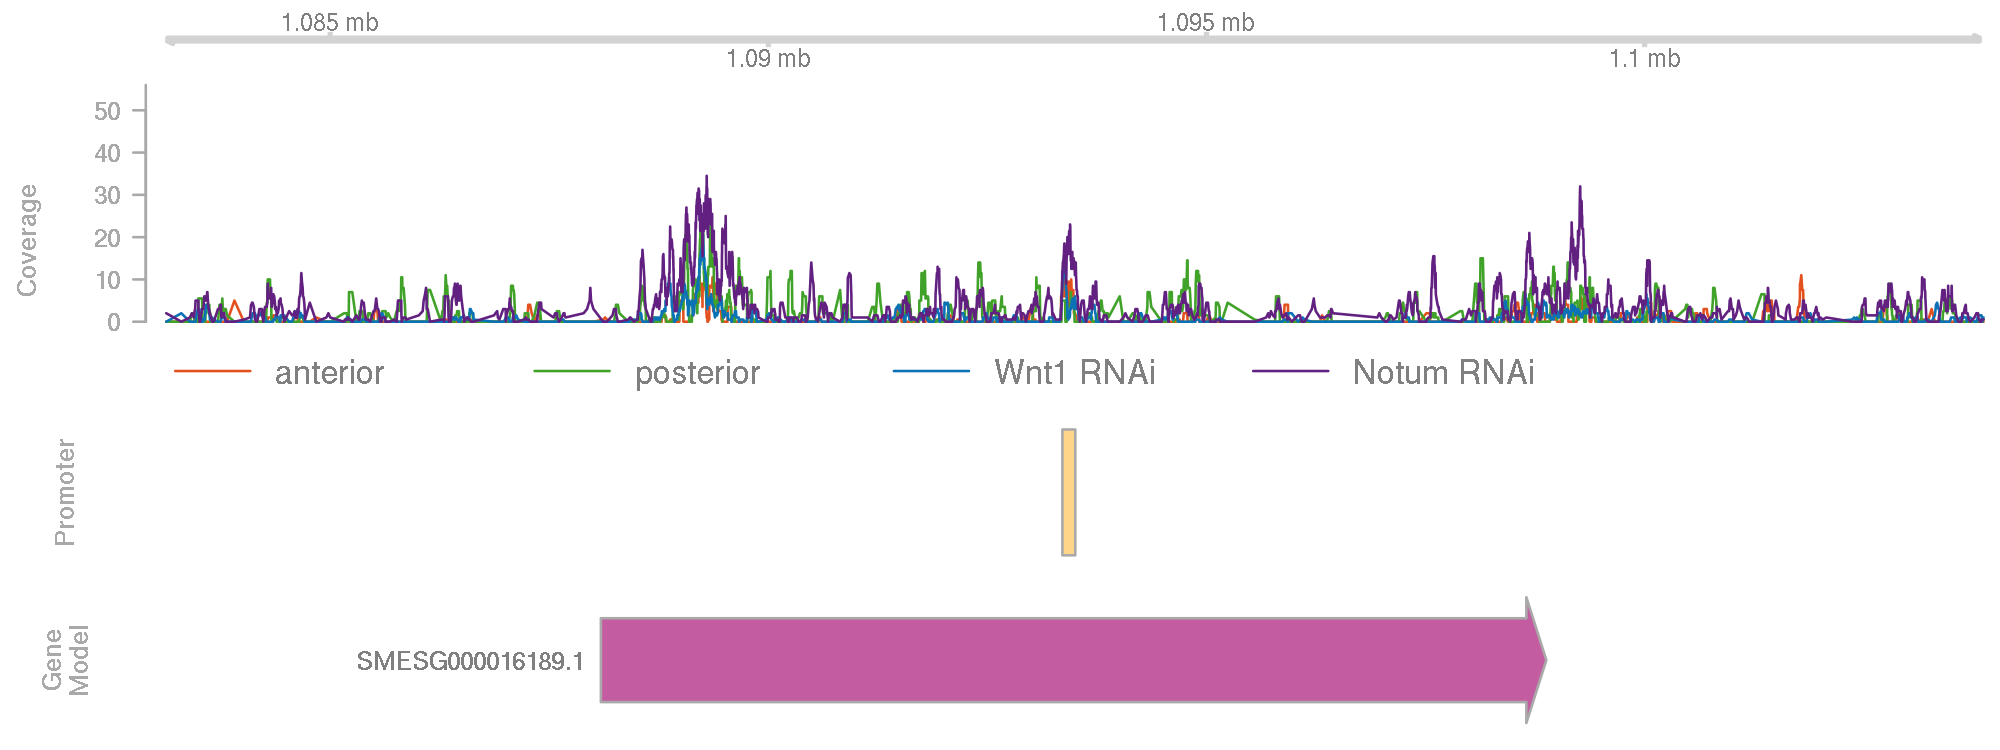 1.085 mb
1.095 mb
1.09 mb
1.1 mb
50
40
30
20
10
0
Coverage
anterior
posterior
Wnt1 RNAi
Notum RNAi
Promoter
SMESG000016189.1
Gene
Model